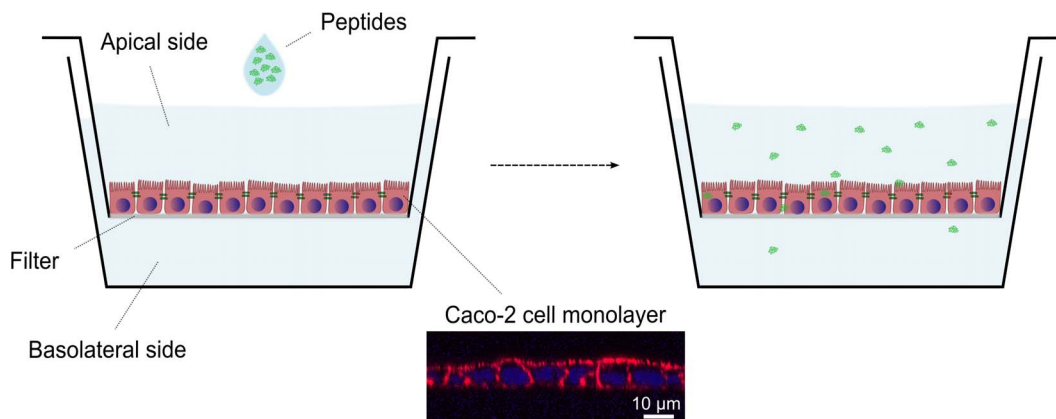 Peptides
Apical side
Filter
Caco-2 cell monolayer
Basolateral side
10 µm